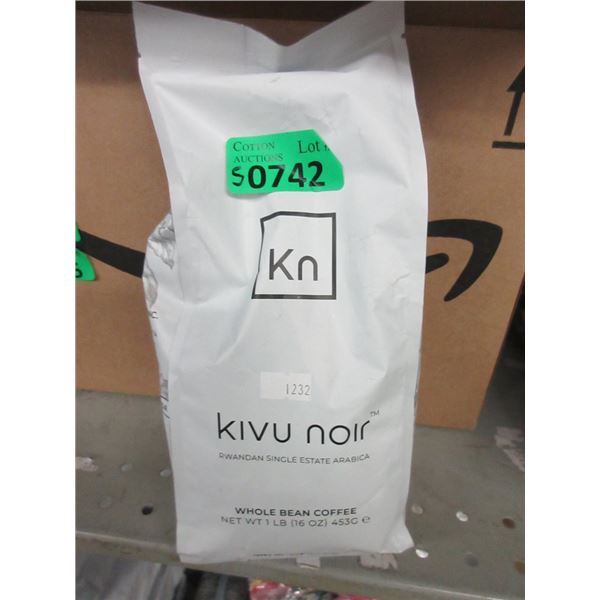 COTTON Lot
AUCTIONS
S0742
Kn
1232
kivu noir™
RWANDAN SINGLE ESTATE ARABICA
WHOLE BEAN COFFEE
NET WT 1 LB (16 OZ) 453G ℮